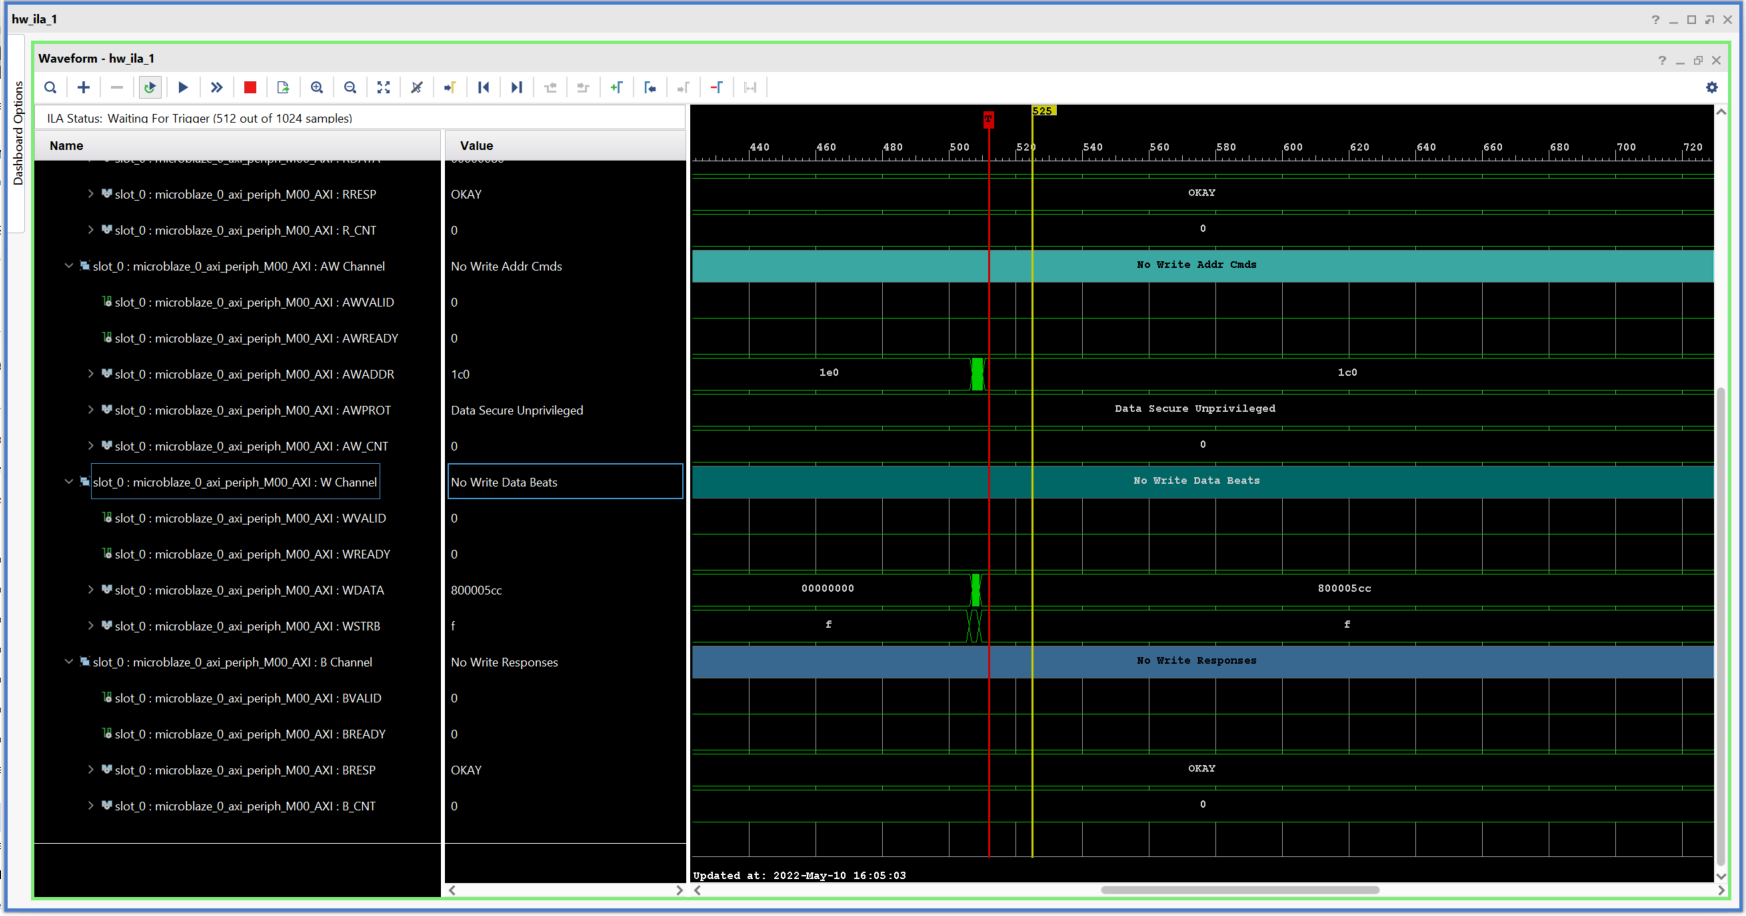 hw_ila_1
Dashboard Options
Waveform - hw_ila_1
ILA Status: Waiting For Trigger (512 out of 1024 samples)
Name Value
T 525
440 460 480 500 520 540 560 580 600 620 640 660 680 700 720
slot_0 : microblaze_0_axi_periph_M00_AXI : RRESP OKAY OKAY
slot_0 : microblaze_0_axi_periph_M00_AXI : R_CNT 0 0
slot_0 : microblaze_0_axi_periph_M00_AXI : AW Channel No Write Addr Cmds No Write Addr Cmds
slot_0 : microblaze_0_axi_periph_M00_AXI : AWVALID 0
slot_0 : microblaze_0_axi_periph_M00_AXI : AWREADY 0
slot_0 : microblaze_0_axi_periph_M00_AXI : AWADDR 1c0 1e0 1c0
slot_0 : microblaze_0_axi_periph_M00_AXI : AWPROT Data Secure Unprivileged Data Secure Unprivileged
slot_0 : microblaze_0_axi_periph_M00_AXI : AW_CNT 0 0
slot_0 : microblaze_0_axi_periph_M00_AXI : W Channel No Write Data Beats No Write Data Beats
slot_0 : microblaze_0_axi_periph_M00_AXI : WVALID 0
slot_0 : microblaze_0_axi_periph_M00_AXI : WREADY 0
slot_0 : microblaze_0_axi_periph_M00_AXI : WDATA 800005cc 00000000 800005cc
slot_0 : microblaze_0_axi_periph_M00_AXI : WSTRB f f f
slot_0 : microblaze_0_axi_periph_M00_AXI : B Channel No Write Responses No Write Responses
slot_0 : microblaze_0_axi_periph_M00_AXI : BVALID 0
slot_0 : microblaze_0_axi_periph_M00_AXI : BREADY 0
slot_0 : microblaze_0_axi_periph_M00_AXI : BRESP OKAY OKAY
slot_0 : microblaze_0_axi_periph_M00_AXI : B_CNT 0 0
Updated at: 2022-May-10 16:05:03